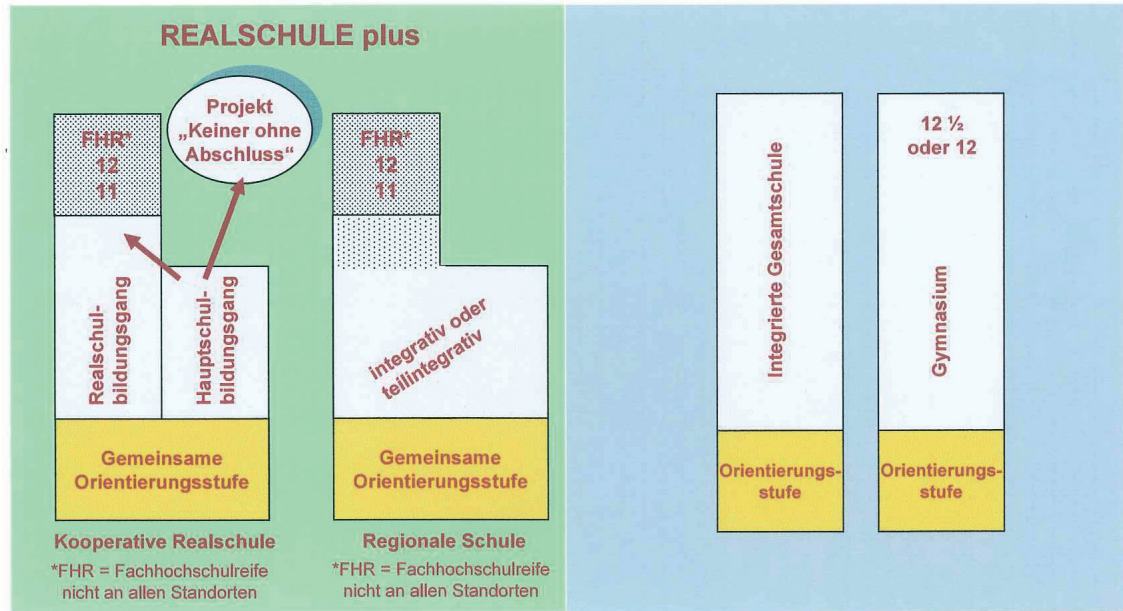 REALSCHULE plus
Projekt
„Keiner ohne
Abschluss“
FHR*
12
11
Realschul-
bildungsgang
Hauptschul-
bildungsgang
Gemeinsame
Orientierungsstufe
Kooperative Realschule
*FHR = Fachhochschulreife
nicht an allen Standorten
FHR*
12
11
integrativ oder
teilintegrativ
Gemeinsame
Orientierungsstufe
Regionale Schule
*FHR = Fachhochschulreife
nicht an allen Standorten
Integrierte Gesamtschule
Orientierungs-
stufe
12 ½
oder 12
Gymnasium
Orientierungs-
stufe